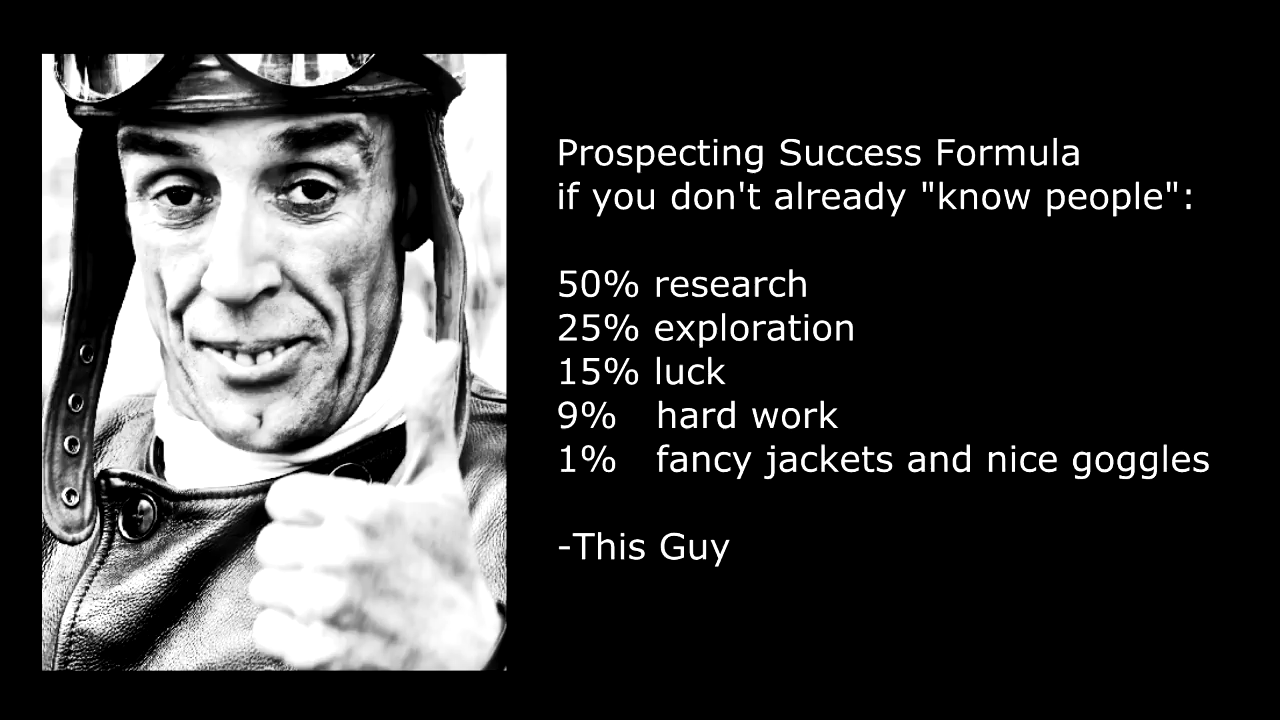 Prospecting Success Formula
if you don't already "know people":
50% research
25% exploration
15% luck
9% hard work
1% fancy jackets and nice goggles
-This Guy